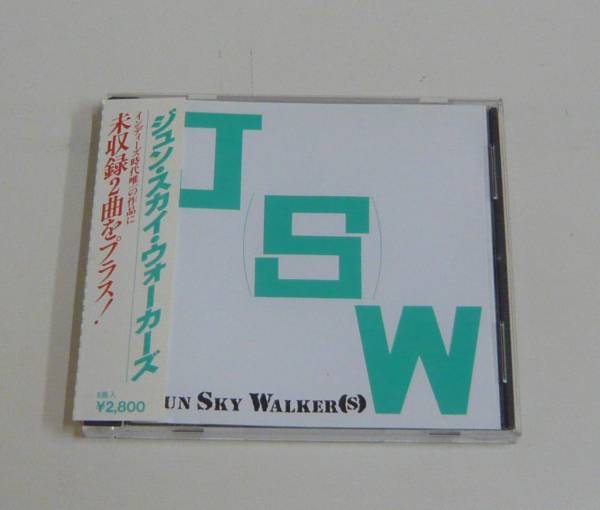 ジュン・スカイ・ウォーカーズ
インディーズ時代唯一の作品に
未収録2曲をプラス!
¥2,800
J
(S)
W
UN SKY WALKER(S)